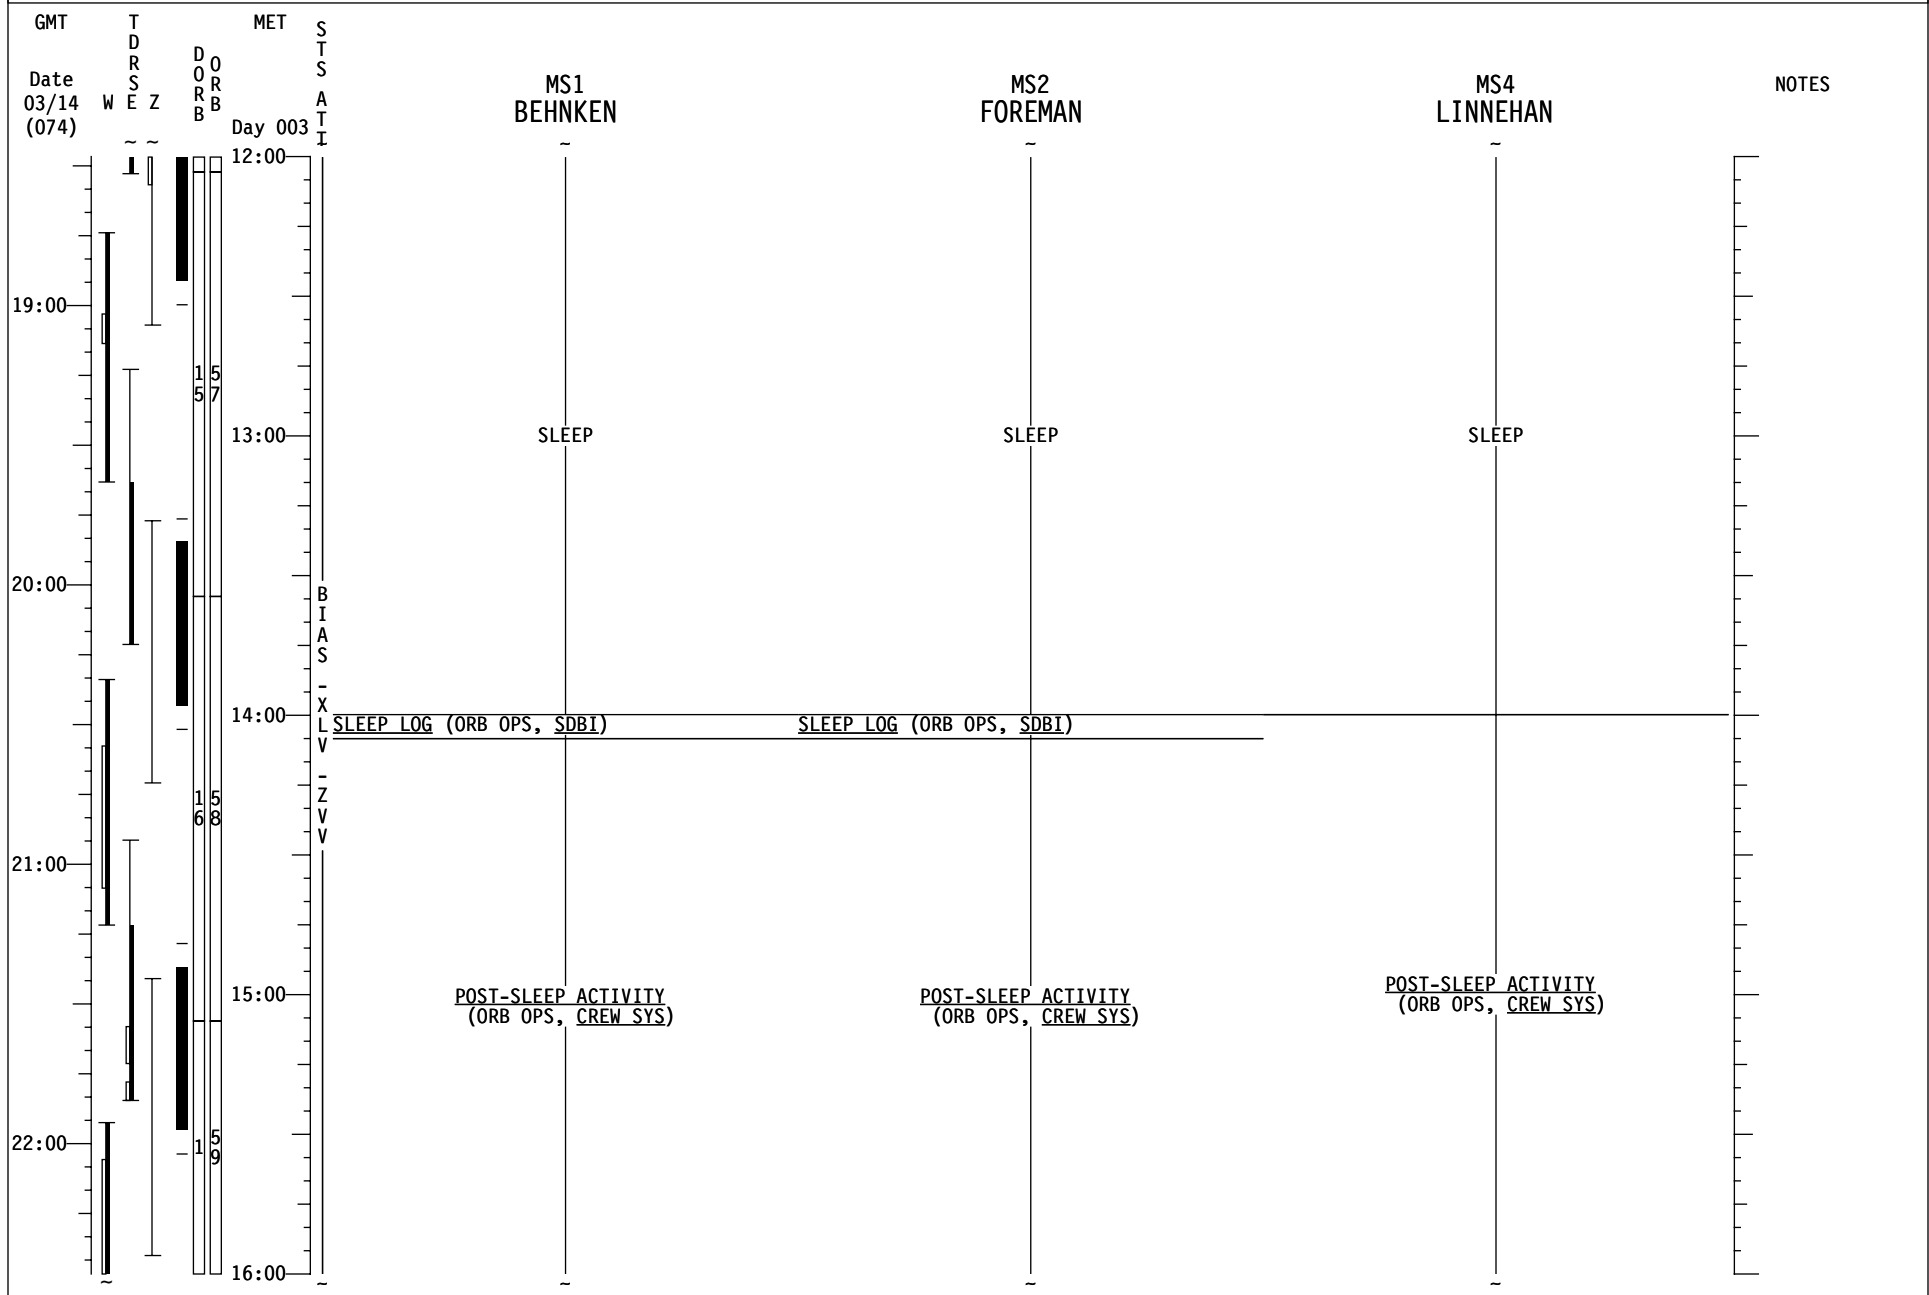 GMT
TDRS
MET
STS ATT
DORB
ORB
Date
03/14
(074)
W E Z
Day 003
MS1
BEHNKEN
MS2
FOREMAN
MS4
LINNEHAN
NOTES
~ ~ ~ ~ ~
12:00
19:00
15 57
13:00 SLEEP SLEEP SLEEP
20:00
BIAS -XLV -ZVV
14:00
SLEEP LOG (ORB OPS, SDBI) SLEEP LOG (ORB OPS, SDBI)
16 58
21:00
15:00
POST-SLEEP ACTIVITY
(ORB OPS, CREW SYS)
POST-SLEEP ACTIVITY
(ORB OPS, CREW SYS)
POST-SLEEP ACTIVITY
(ORB OPS, CREW SYS)
22:00
1 59
16:00
~ ~ ~ ~ ~